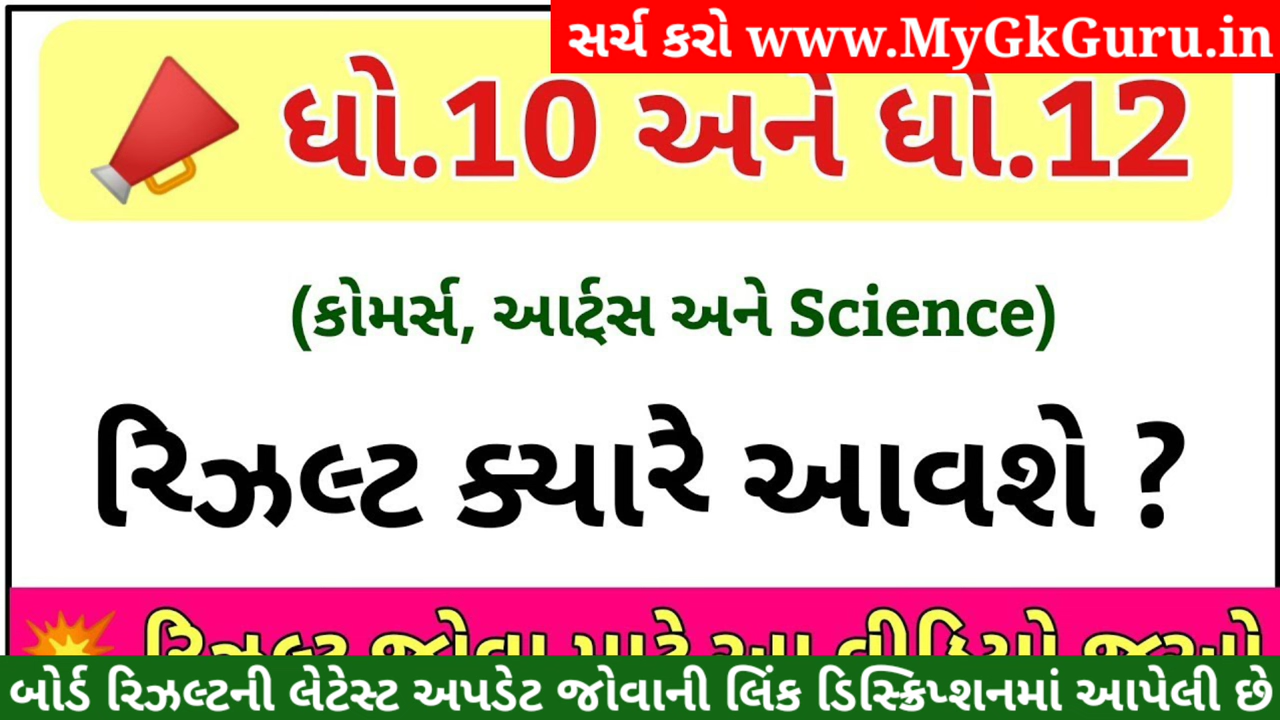 સર્ચ કરો www.MyGkGuru.in
ધો.10 અને ધો.12
(કોમર્સ, આર્ટ્સ અને Science)
રિઝલ્ટ ક્યારે આવશે ?
રિઝલ્ટ જોવા માટે આ વીડિયો જુઓ
બોર્ડ રિઝલ્ટની લેટેસ્ટ અપડેટ જોવાની લિંક ડિસ્ક્રિપ્શનમાં આપેલી છે